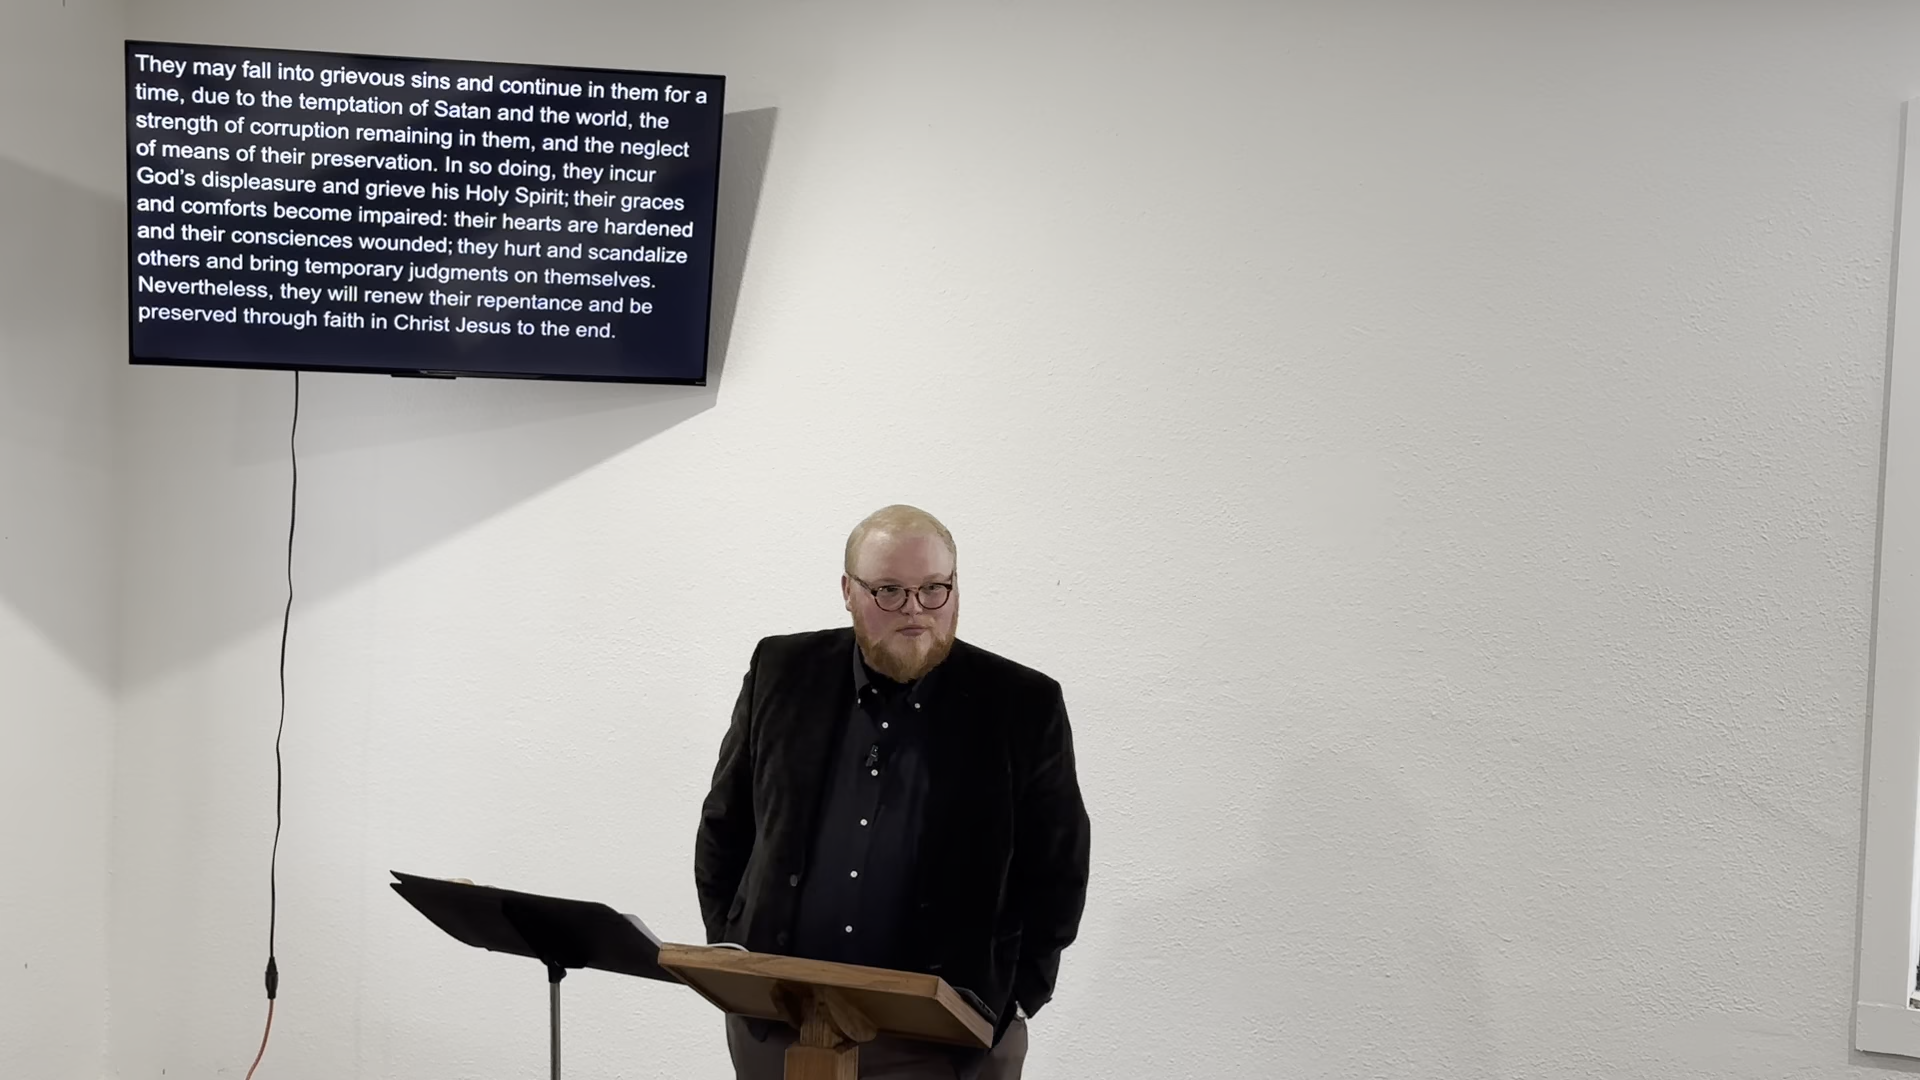 They may fall into grievous sins and continue in them for a
time, due to the temptation of Satan and the world, the
strength of corruption remaining in them, and the neglect
of means of their preservation. In so doing, they incur
God's displeasure and grieve his Holy Spirit; their graces
and comforts become impaired: their hearts are hardened
and their consciences wounded; they hurt and scandalize
others and bring temporary judgments on themselves.
Nevertheless, they will renew their repentance and be
preserved through faith in Christ Jesus to the end.